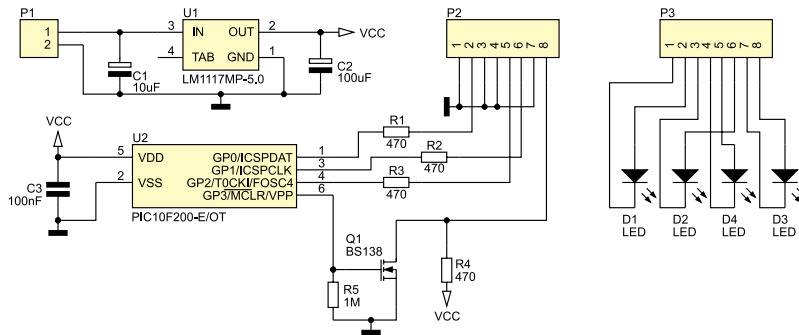 P1
1
2
U1
3
IN
OUT
2
VCC
4
TAB
GND
1
LM1117MP-5.0
C1
10uF
C2
100uF
P2
1 2 3 4 5 6 7 8
P3
1 2 3 4 5 6 7 8
VCC
U2
5
VDD
GP0/ICSPDAT
1
R1
470
GP1/ICSPCLK
3
R2
470
2
VSS
GP2/T0CKI/FOSC4
4
R3
470
GP3/MCLR/VPP
6
C3
100nF
PIC10F200-E/OT
Q1
BS138
R4
470
R5
1M
VCC
D1
LED
D2
LED
D4
LED
D3
LED